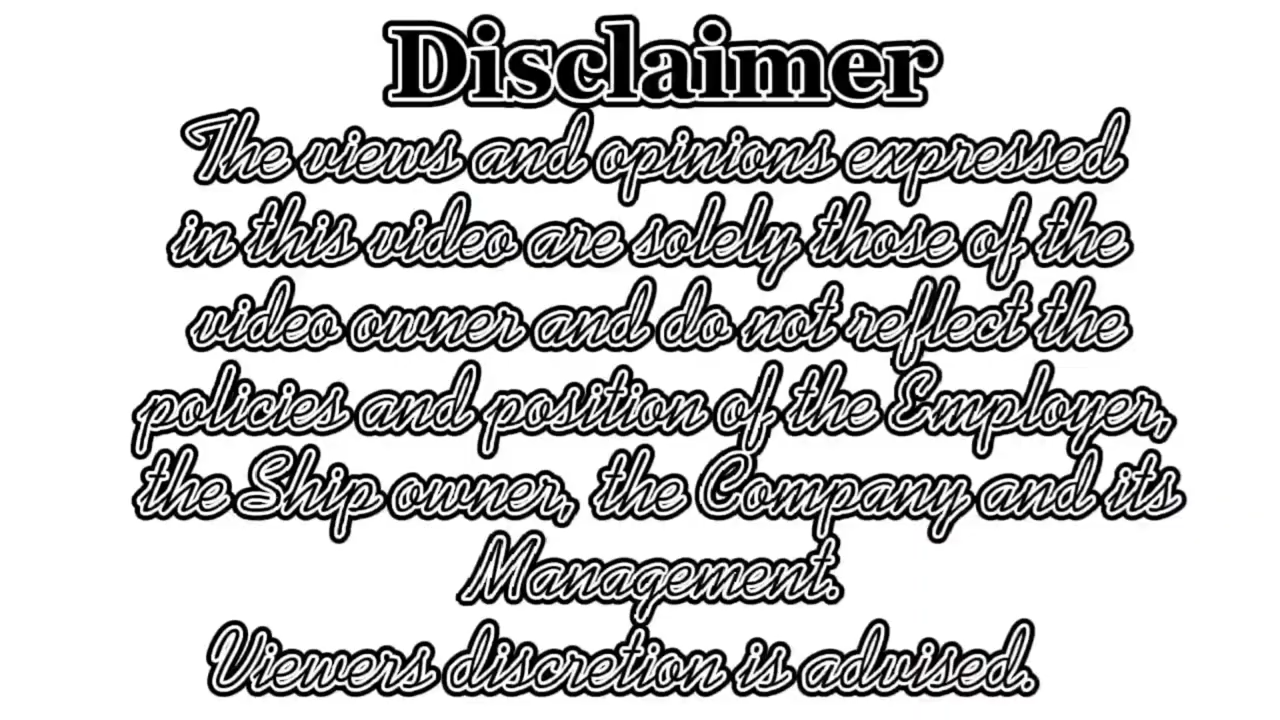 Disclaimer
The views and opinions expressed
in this video are solely those of the
video owner and do not reflect the
policies and position of the Employer,
the Ship owner, the Company and its
Management.
Viewers discretion is advised.